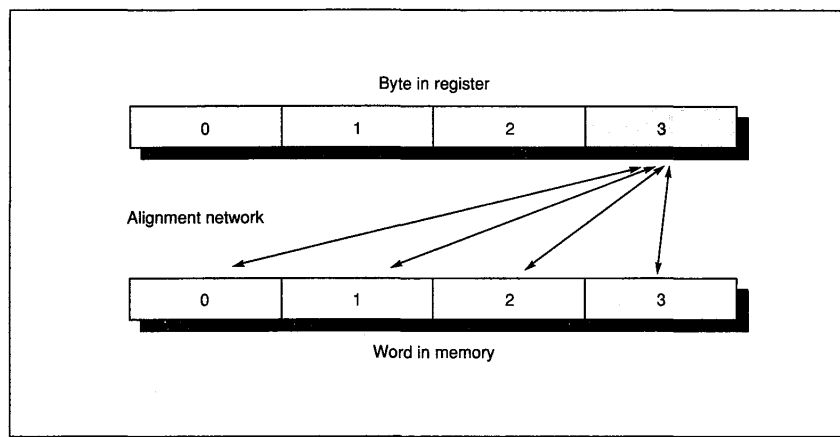 Byte in register
0 1 2 3
Alignment network
0 1 2 3
Word in memory